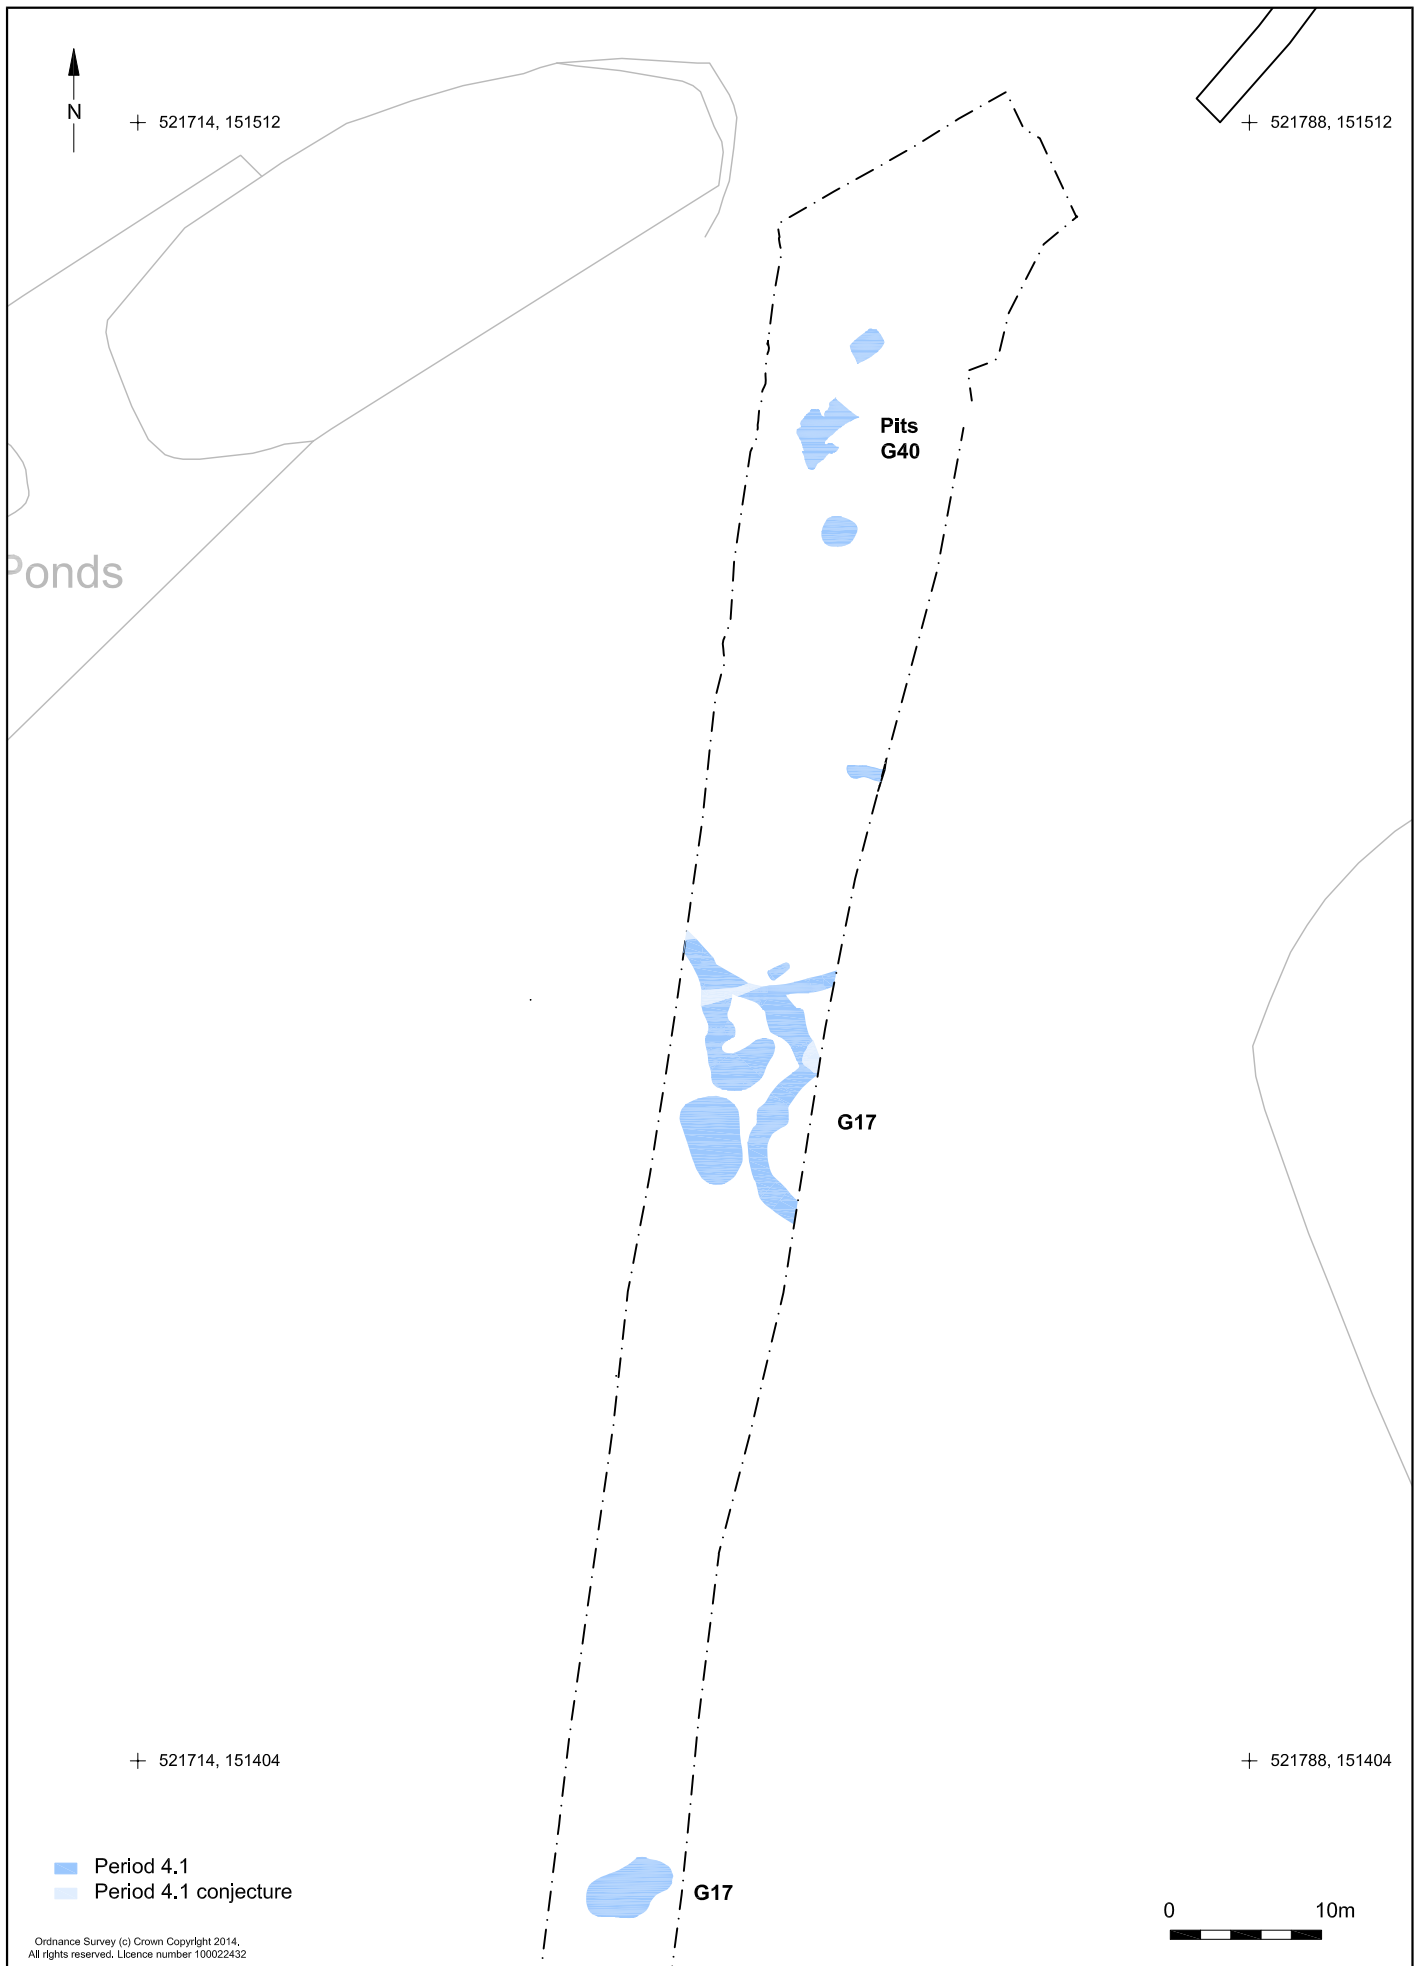 N
521714, 151512
521788, 151512
Pits
G40
Ponds
G17
521714, 151404
521788, 151404
Period 4.1
Period 4.1 conjecture
G17
0 10m
Ordnance Survey (c) Crown Copyright 2014,
All rights reserved. Licence number 100022432